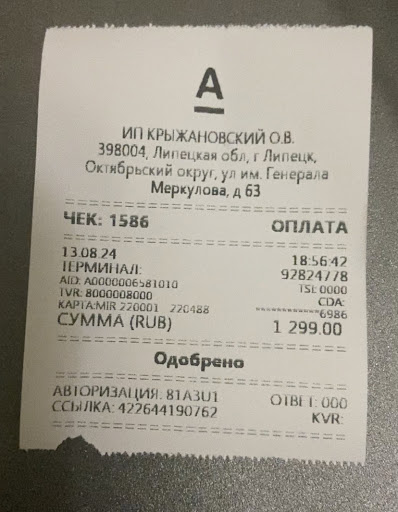 А
ИП КРЫЖАНОВСКИЙ О.В.
398004, Липецкая обл, г Липецк,
Октябрьский округ, ул им. Генерала
Меркулова, д 63
ЧЕК: 1586 ОПЛАТА
13.08.24 18:56:42
ТЕРМИНАЛ: 92824778
AID: A0000006581010 TSI: 0000
TVR: 8000008000 CDA:
КАРТА:MIR 220001 220488 ************6986
СУММА (RUB) 1 299.00
Одобрено
АВТОРИЗАЦИЯ: 81A3U1 ОТВЕТ: 000
ССЫЛКА: 422644190762 KVR: